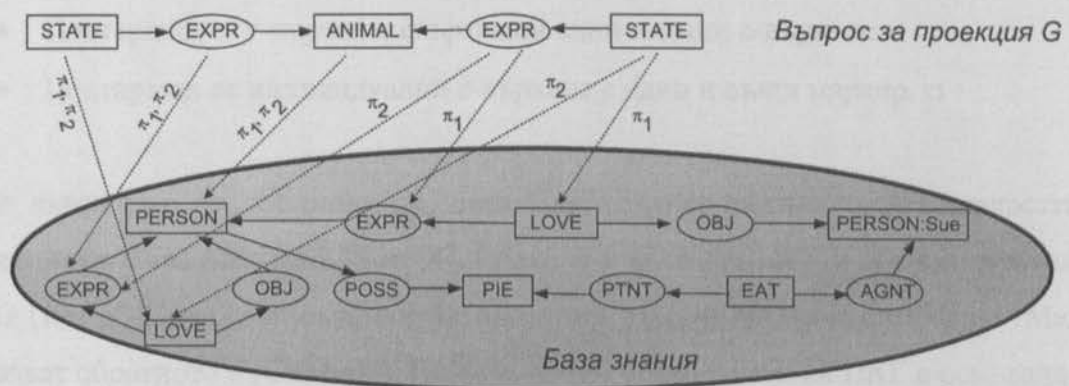 STATE EXPR ANIMAL EXPR STATE
Въпрос за проекция G
π1, π2 π1, π2 π1, π2 π2 π1 π2 π1
PERSON EXPR LOVE OBJ PERSON:Sue
EXPR OBJ POSS PIE PTNT EAT AGNT
LOVE
База знания